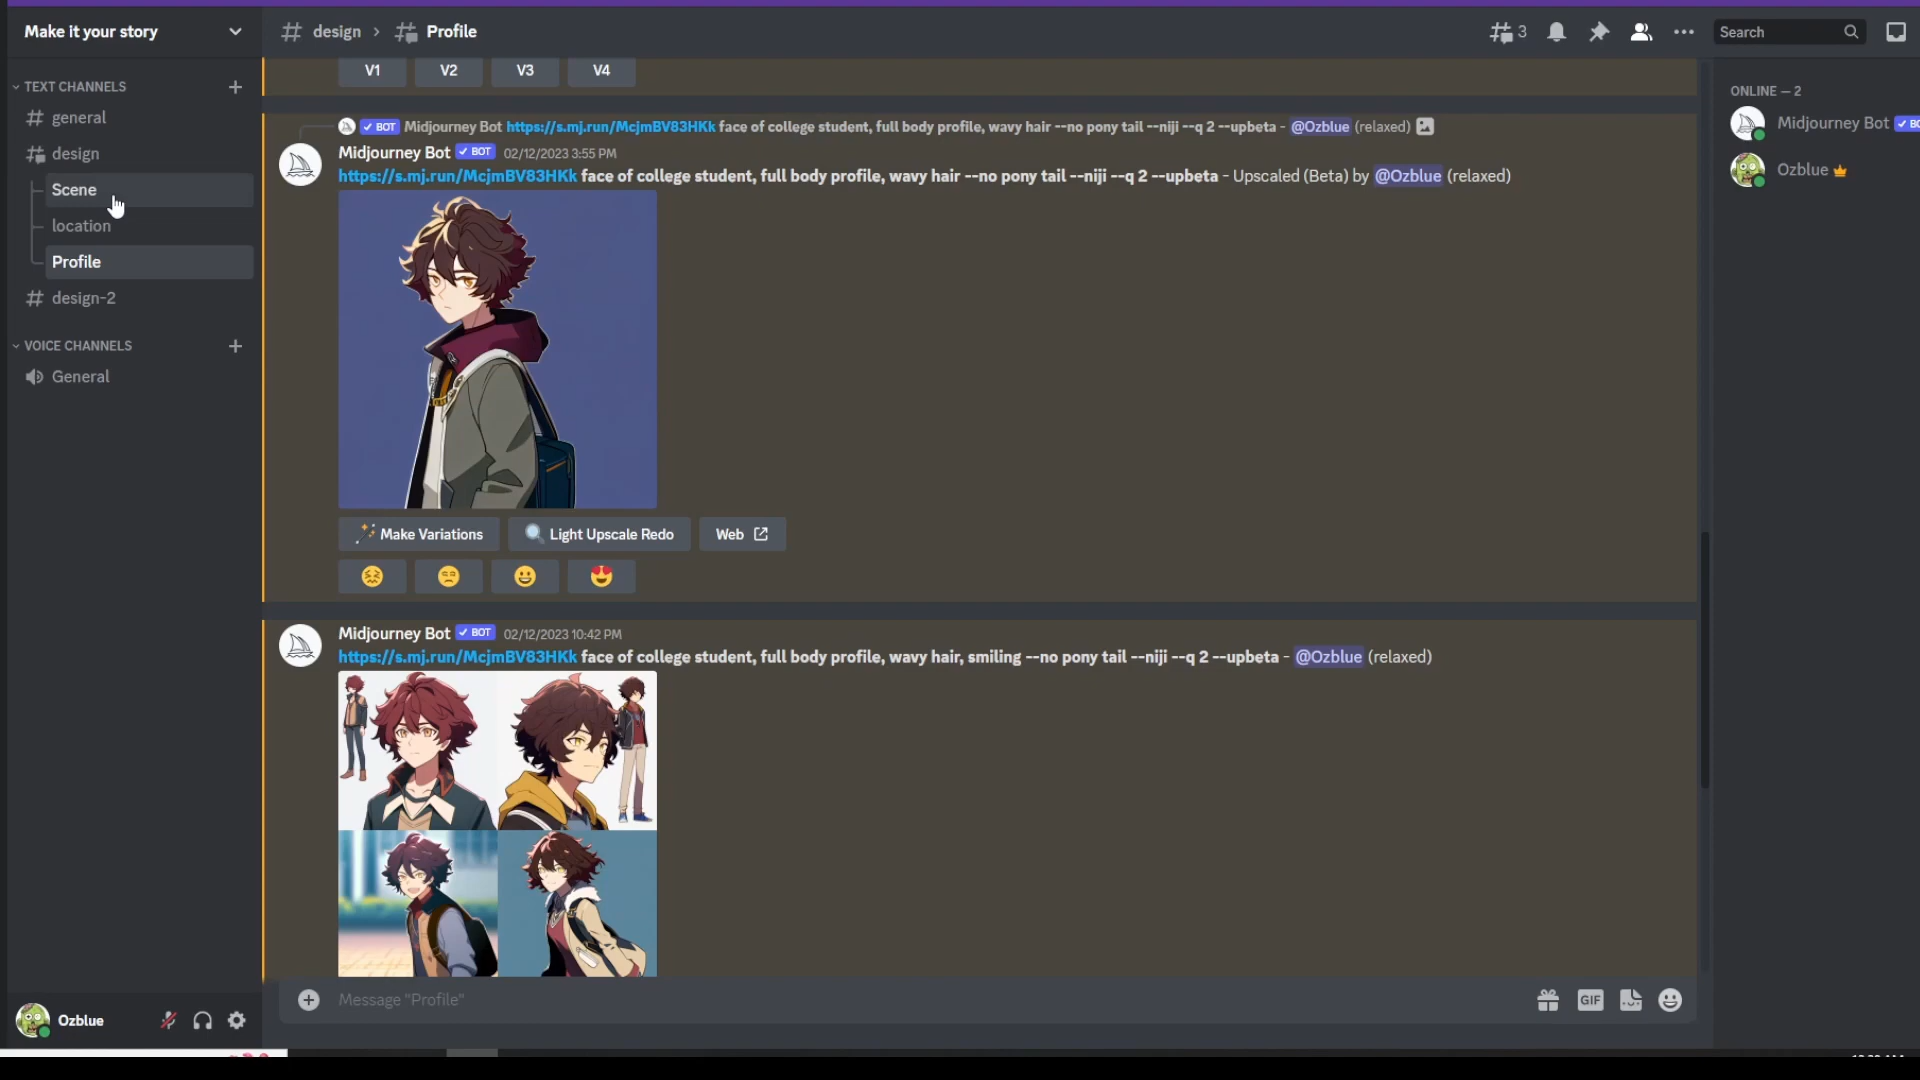 Make it your story
# design > Profile
3
Search
TEXT CHANNELS
general
design
Scene
location
Profile
design-2
VOICE CHANNELS
General
V1 V2 V3 V4
BOT Midjourney Bot https://s.mj.run/McjmBV83HKk face of college student, full body profile, wavy hair --no pony tail --niji --q 2 --upbeta - @Ozblue (relaxed)
Midjourney Bot BOT 02/12/2023 3:55 PM
https://s.mj.run/McjmBV83HKk face of college student, full body profile, wavy hair --no pony tail --niji --q 2 --upbeta - Upscaled (Beta) by @Ozblue (relaxed)
Make Variations Light Upscale Redo Web
Midjourney Bot BOT 02/12/2023 10:42 PM
https://s.mj.run/McjmBV83HKk face of college student, full body profile, wavy hair, smiling --no pony tail --niji --q 2 --upbeta - @Ozblue (relaxed)
Message "Profile"
GIF
ONLINE — 2
Midjourney Bot
Ozblue
Ozblue